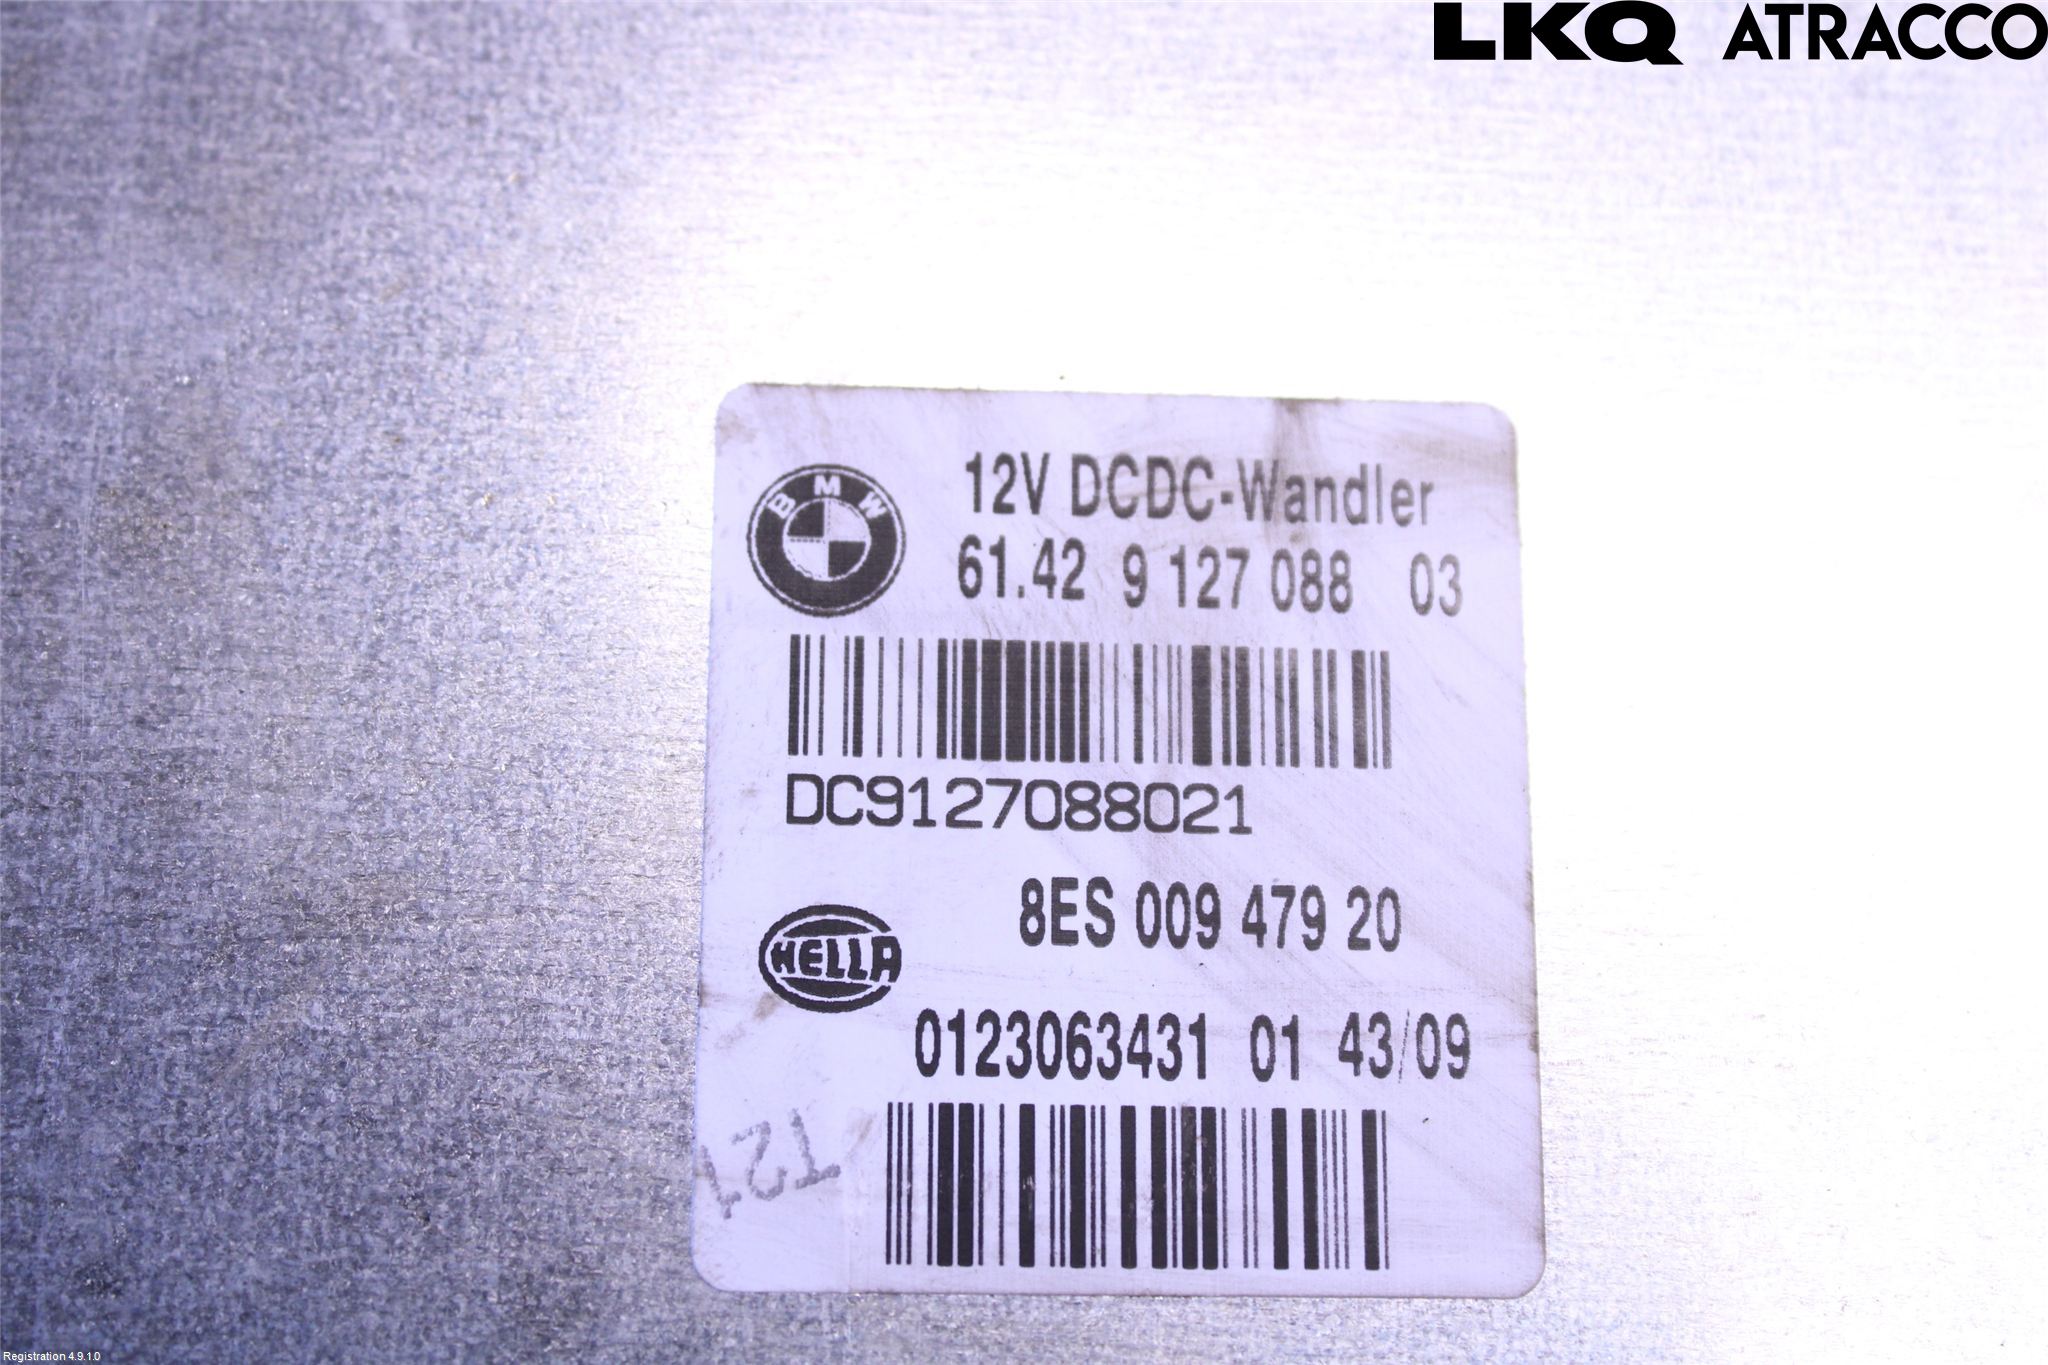 LKQ ATRACCO
BMW
12V DCDC-Wandler
61.42 9 127 088 03
DC9127088021
8ES 009 479 20
HELLA
0123063431 01 43/09
Registration 4.9.1.0